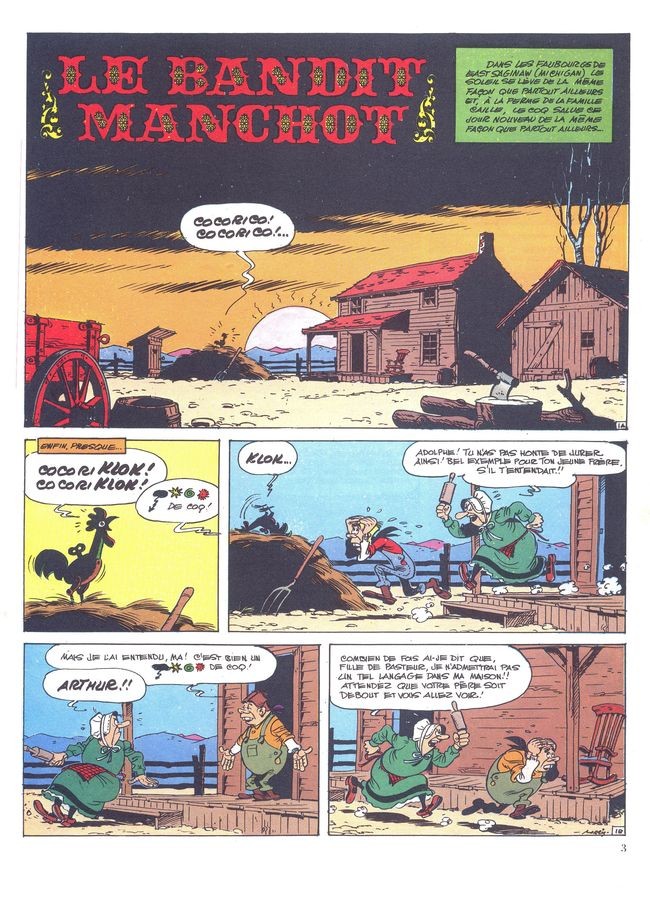 LE BANDIT
MANCHOT
DANS LES FAUBOURGS DE
EAST SAGINAW (MICHIGAN) LE
SOLEIL SE LÈVE DE LA MÊME
FAÇON QUE PARTOUT AILLEURS
ET, À LA FERME DE LA FAMILLE
CAILLE, LE COQ SALUE CE
JOUR NOUVEAU DE LA MÊME
FAÇON QUE PARTOUT AILLEURS...
COCORICO!
COCORICO!...
1A
ENFIN, PRESQUE...
COCORI KLOK!
COCORI KLOK!
DE COQ!
KLOK...
ADOLPHE! TU N'AS PAS HONTE DE JURER
AINSI! BEL EXEMPLE POUR TON JEUNE FRÈRE,
S'IL T'ENTENDAIT!!
MAIS JE L'AI ENTENDU, MA! C'EST BIEN UN
DE COQ!
ARTHUR!!
COMBIEN DE FOIS AI-JE DIT QUE,
FILLE DE PASTEUR, JE N'ADMETTRAI PAS
UN TEL LANGAGE DANS MA MAISON!!
ATTENDEZ QUE VOTRE PÈRE SOIT
DEBOUT ET VOUS ALLEZ VOIR!
MORRIS
1B
3